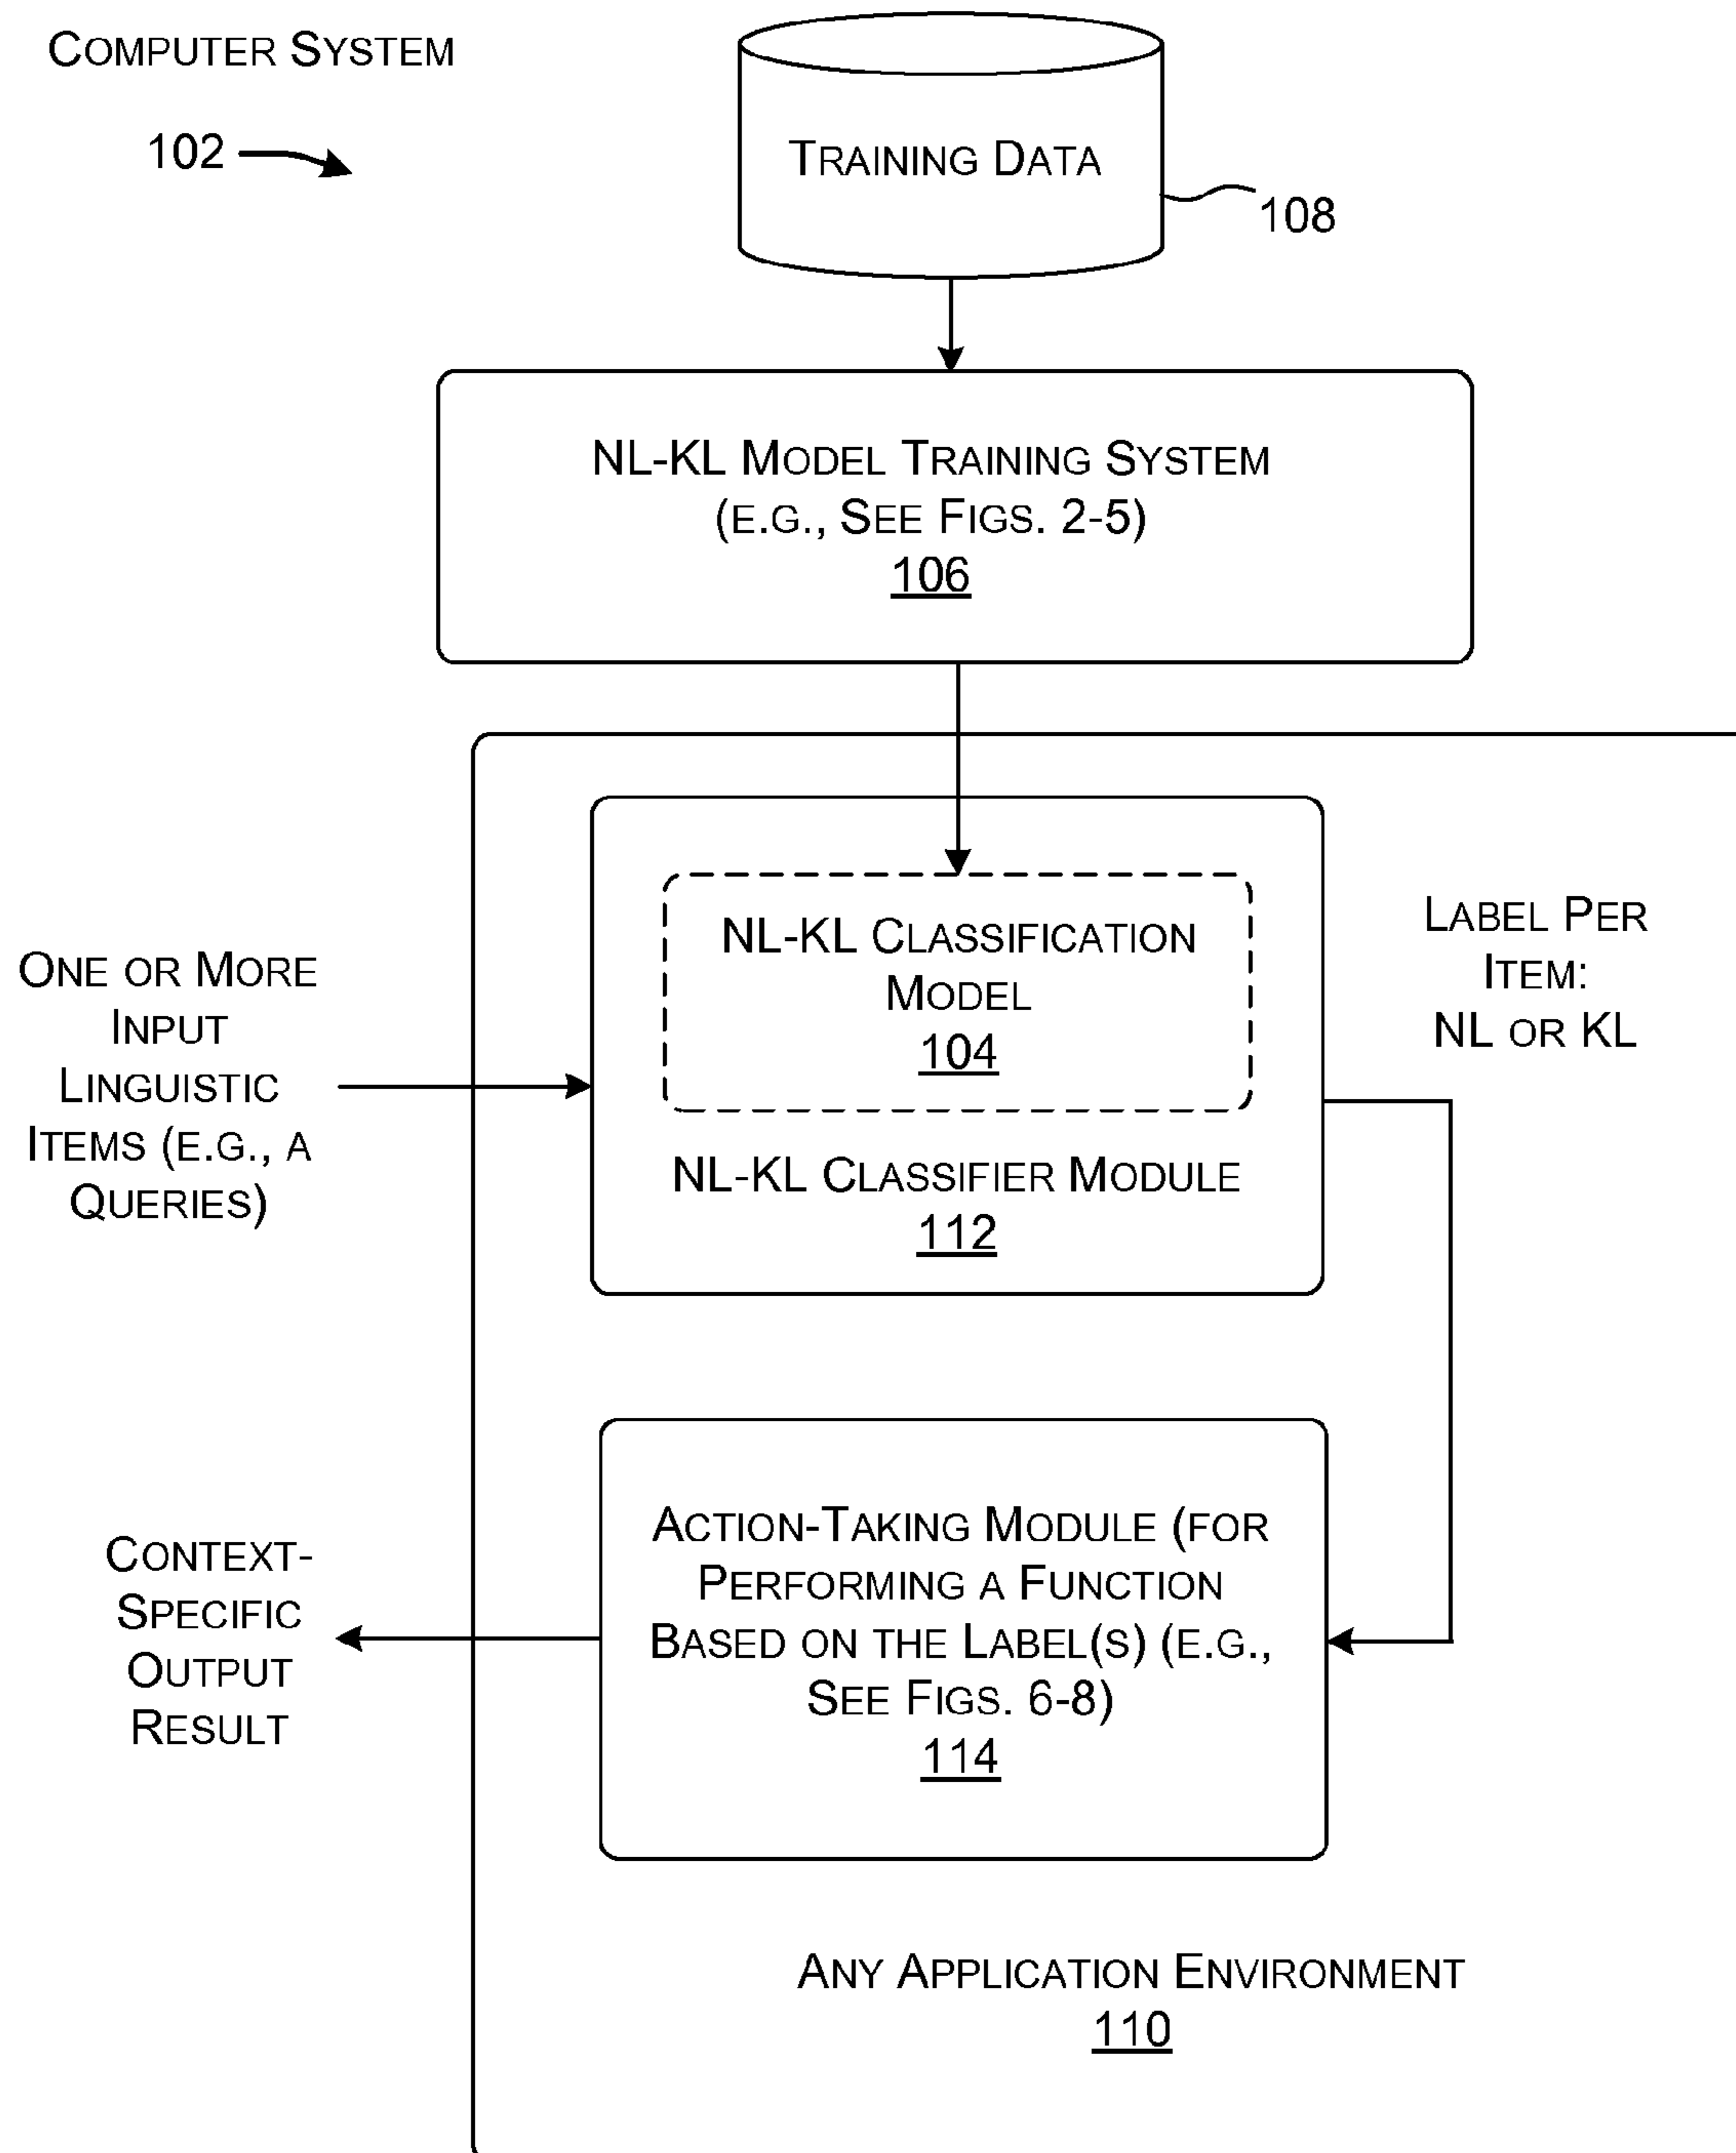 COMPUTER SYSTEM
102
TRAINING DATA
108
NL-KL MODEL TRAINING SYSTEM
(E.G., SEE FIGS. 2-5)
106
NL-KL CLASSIFICATION
MODEL
104
NL-KL CLASSIFIER MODULE
112
LABEL PER
ITEM:
NL OR KL
ONE OR MORE
INPUT
LINGUISTIC
ITEMS (E.G., A
QUERIES)
ACTION-TAKING MODULE (FOR
PERFORMING A FUNCTION
BASED ON THE LABEL(S) (E.G.,
SEE FIGS. 6-8)
114
CONTEXT-
SPECIFIC
OUTPUT
RESULT
ANY APPLICATION ENVIRONMENT
110